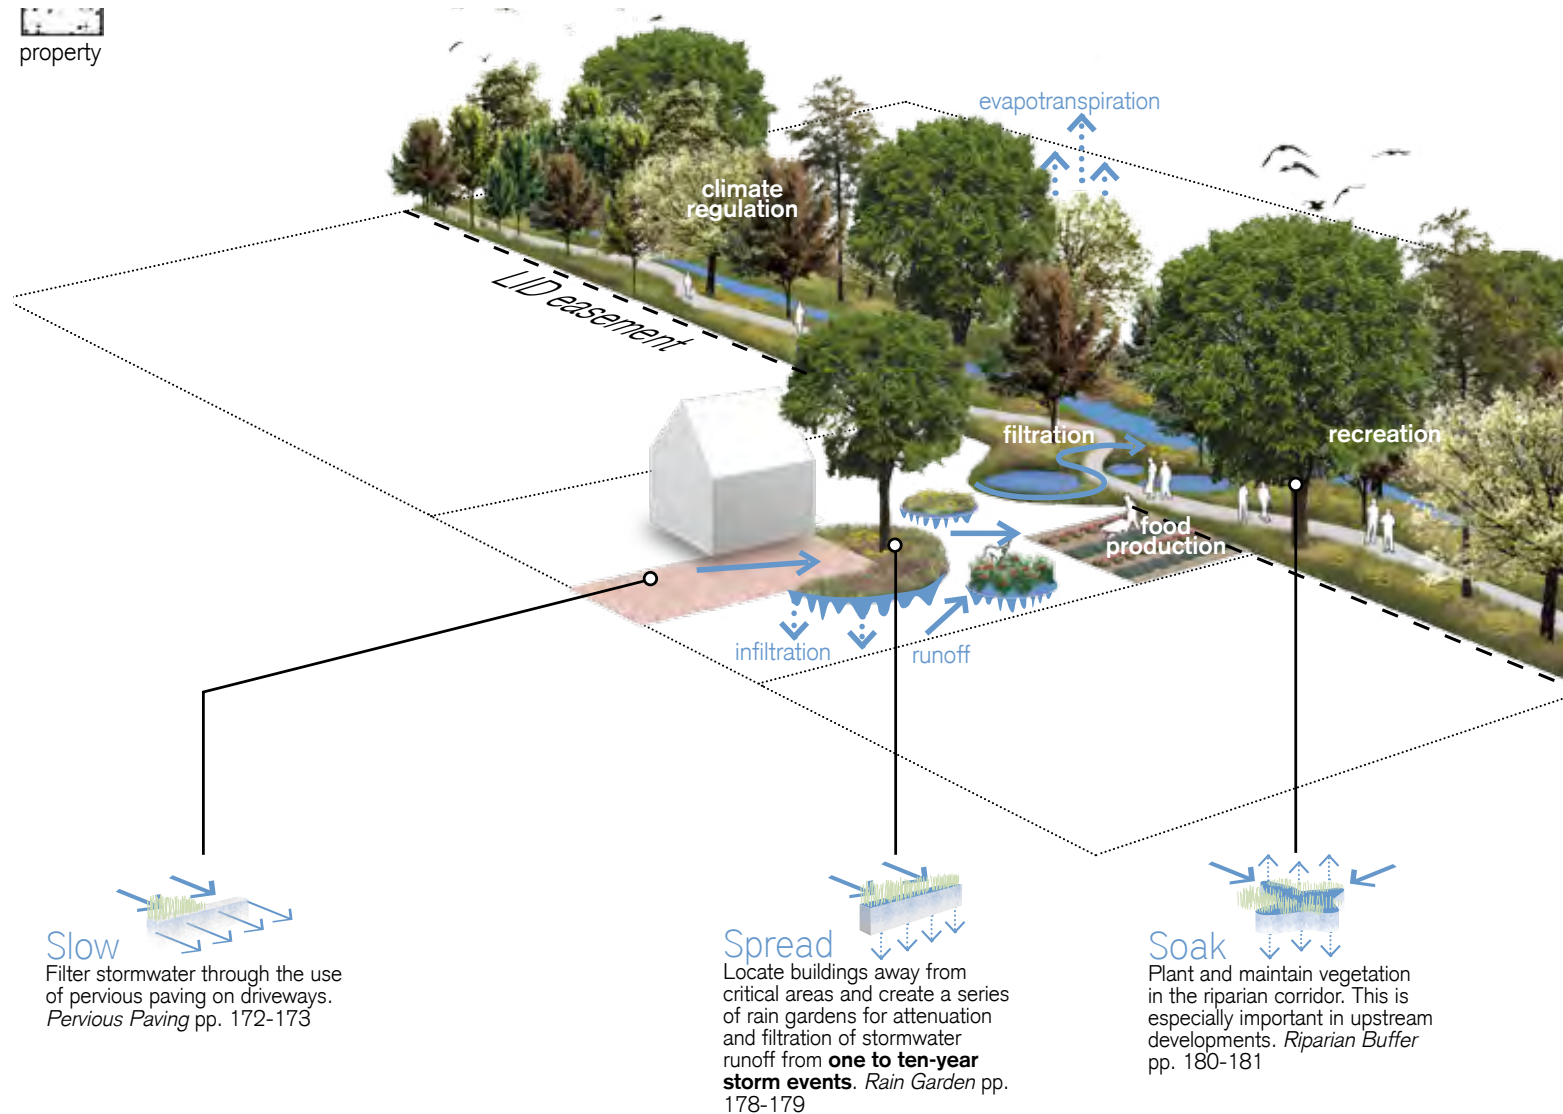 property
evapotranspiration
climate
regulation
LID easement
filtration
recreation
food
production
infiltration
runoff
Slow
Filter stormwater through the use
of pervious paving on driveways.
Pervious Paving pp. 172-173
Spread
Locate buildings away from
critical areas and create a series
of rain gardens for attenuation
and filtration of stormwater
runoff from one to ten-year
storm events. Rain Garden pp.
178-179
Soak
Plant and maintain vegetation
in the riparian corridor. This is
especially important in upstream
developments. Riparian Buffer
pp. 180-181